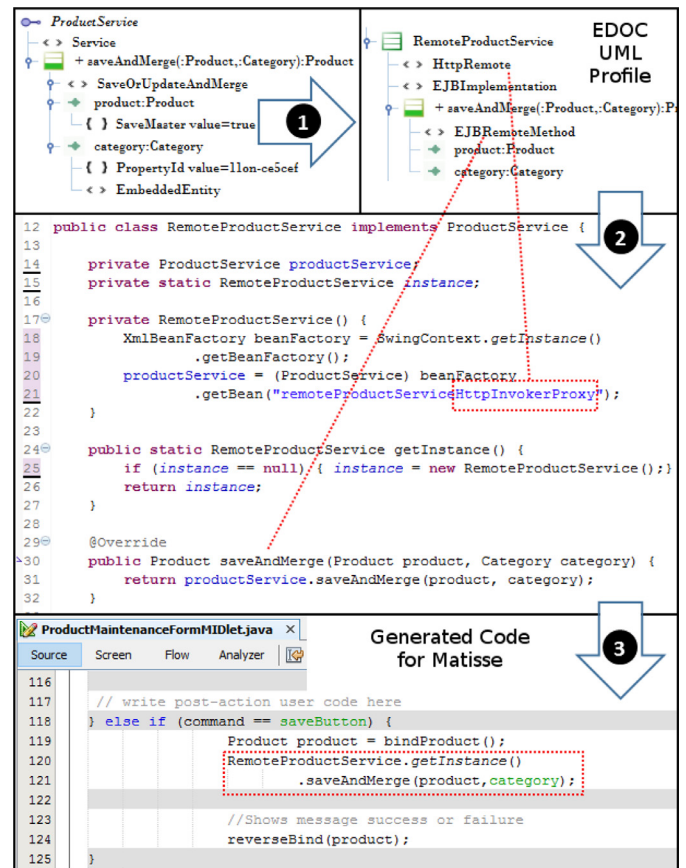 ProductService
< > Service
+ saveAndMerge(:Product,:Category):Product
< > SaveOrUpdateAndMerge
product:Product
{ } SaveMaster value=true
category:Category
{ } PropertyId value=11on-ce5cef
< > EmbeddedEntity
1
RemoteProductService
< > HttpRemote
< > EJBImplementation
+ saveAndMerge(:Product,:Category):P
< > EJBRemoteMethod
product:Product
category:Category
EDOC
UML
Profile
2
12 public class RemoteProductService implements ProductService {
13
14 private ProductService productService;
15 private static RemoteProductService instance;
16
17 private RemoteProductService() {
18 XmlBeanFactory beanFactory = SwingContext.getInstance()
19 .getBeanFactory();
20 productService = (ProductService) beanFactory
21 .getBean("remoteProductServiceHttpInvokerProxy");
22 }
23
24 public static RemoteProductService getInstance() {
25 if (instance == null) { instance = new RemoteProductService();}
26 return instance;
27 }
28
29 @Override
30 public Product saveAndMerge(Product product, Category category) {
31 return productService.saveAndMerge(product, category);
32 }
ProductMaintenanceFormMIDlet.java ×
Source Screen Flow Analyzer
Generated Code
for Matisse
3
116
117 // write post-action user code here
118 } else if (command == saveButton) {
119 Product product = bindProduct();
120 RemoteProductService.getInstance()
121 .saveAndMerge(product,category);
122
123 //Shows message success or failure
124 reverseBind(product);
125 }